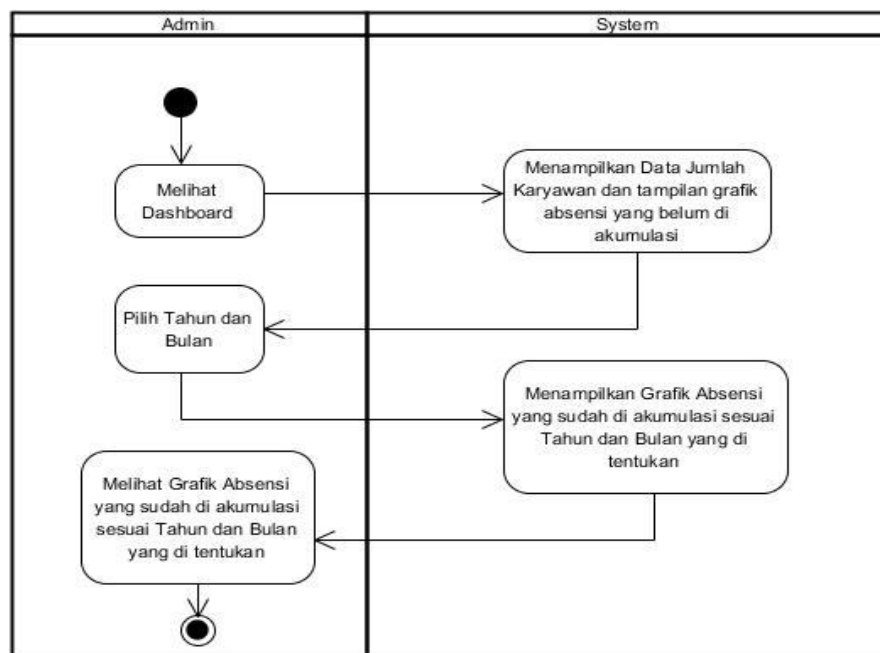 Admin
System
Melihat
Dashboard
Menampilkan Data Jumlah
Karyawan dan tampilan grafik
absensi yang belum di
akumulasi
Pilih Tahun dan
Bulan
Menampilkan Grafik Absensi
yang sudah di akumulasi sesuai
Tahun dan Bulan yang di
tentukan
Melihat Grafik Absensi
yang sudah di akumulasi
sesuai Tahun dan Bulan
yang di tentukan